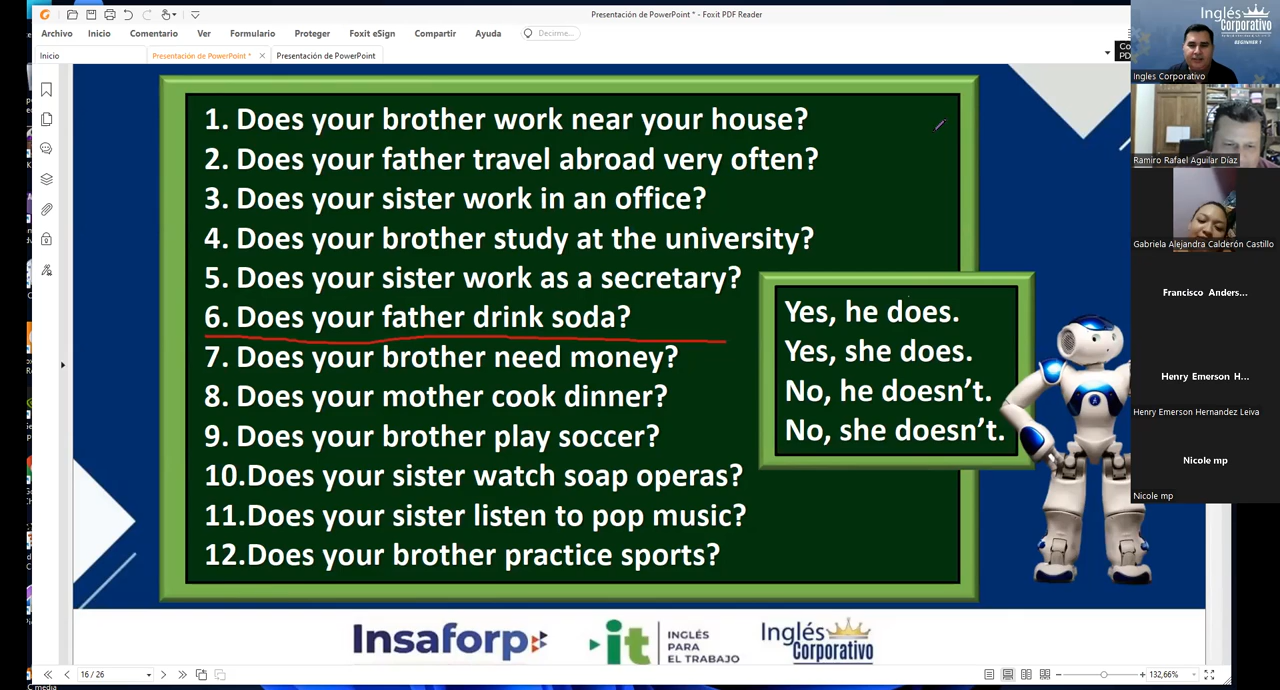 Presentación de PowerPoint * - Foxit PDF Reader
Archivo Inicio Comentario Ver Formulario Proteger Foxit eSign Compartir Ayuda Decirme...
Inicio Presentación de PowerPoint * Presentación de PowerPoint
1. Does your brother work near your house?
2. Does your father travel abroad very often?
3. Does your sister work in an office?
4. Does your brother study at the university?
5. Does your sister work as a secretary?
6. Does your father drink soda?
7. Does your brother need money?
8. Does your mother cook dinner?
9. Does your brother play soccer?
10.Does your sister watch soap operas?
11.Does your sister listen to pop music?
12.Does your brother practice sports?
Yes, he does.
Yes, she does.
No, he doesn't.
No, she doesn't.
Insaforp
it
INGLÉS
PARA
EL TRABAJO
Inglés
Corporativo
16 / 26
132,66%
Inglés
Corporativo
BEGINNER 1
Ingles Corporativo
Ramiro Rafael Aguilar Díaz
Gabriela Alejandra Calderón Castillo
Francisco Anders...
Henry Emerson H...
Henry Emerson Hernandez Leiva
Nicole mp
Nicole mp